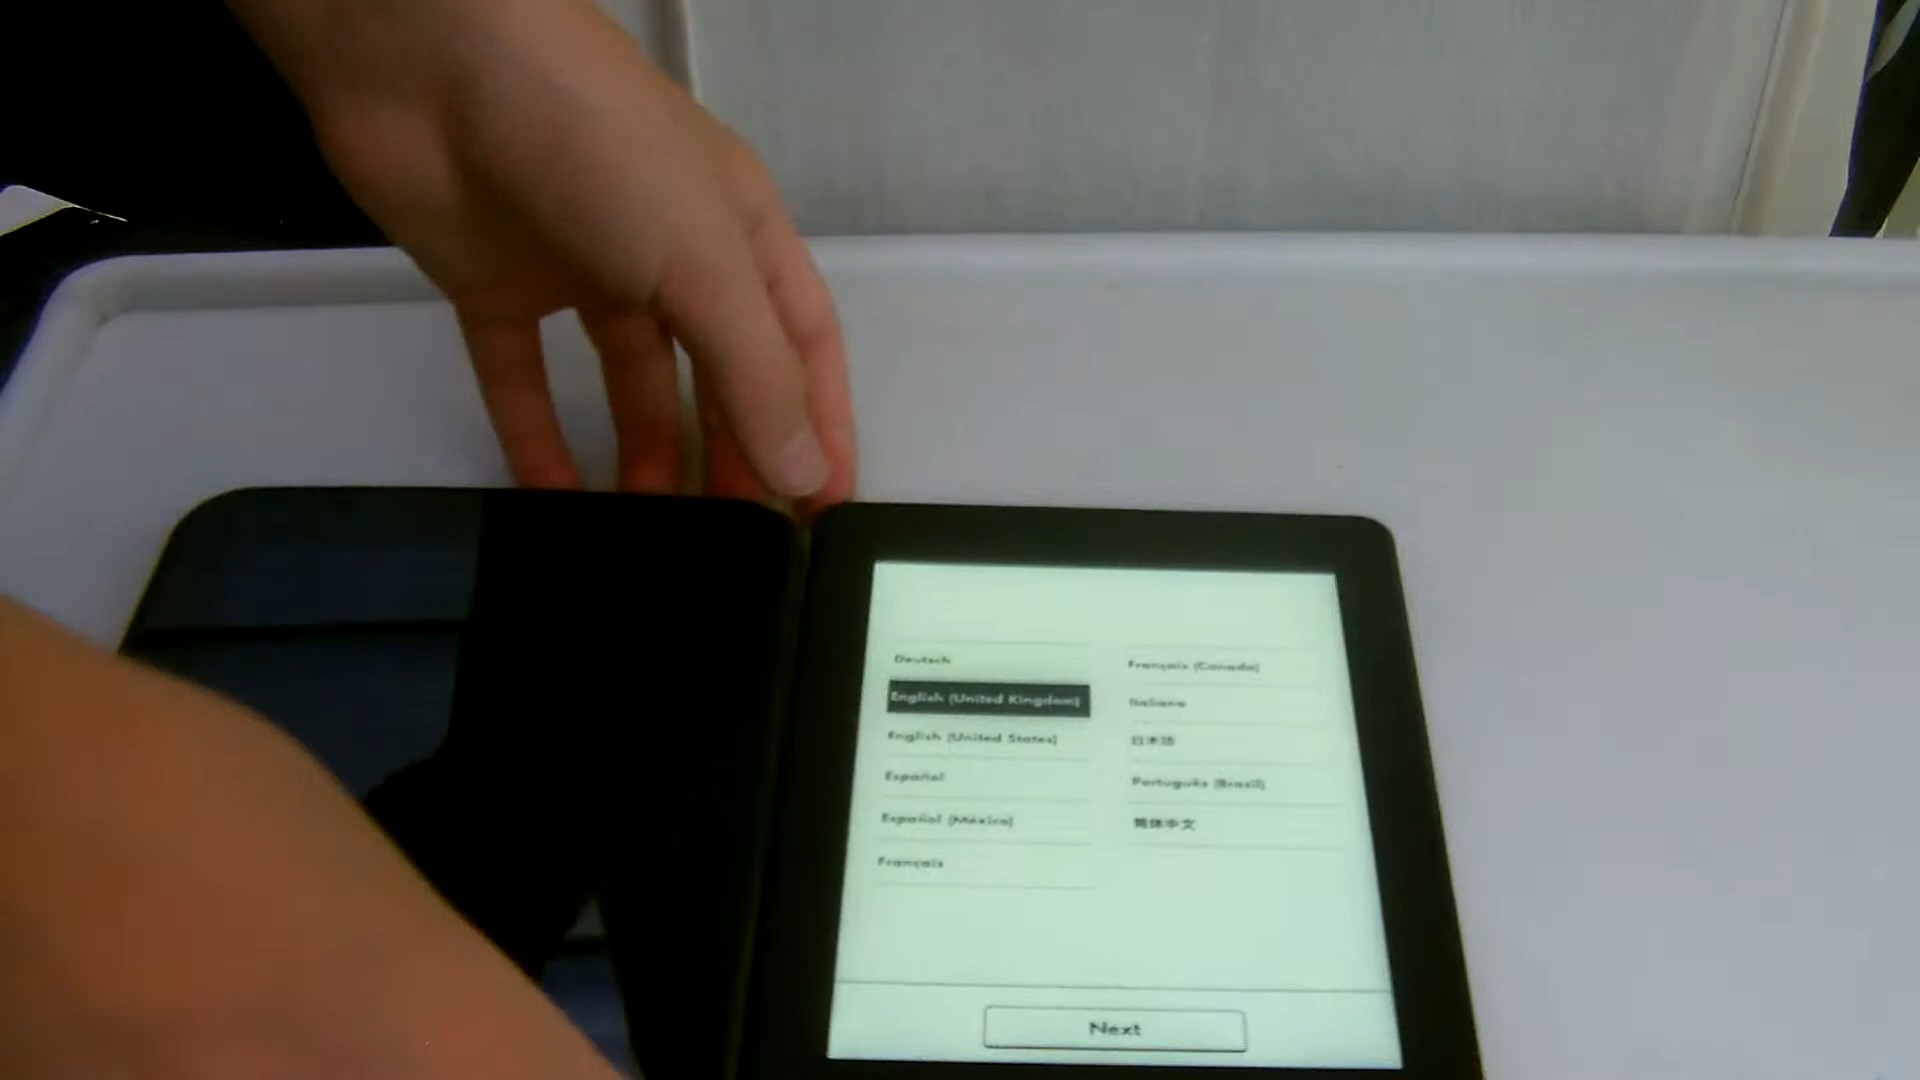 Deutsch
English (United Kingdom)
English (United States)
Español
Español (México)
Français
Français (Canada)
Italiano
日本語
Português (Brasil)
简体中文
Next